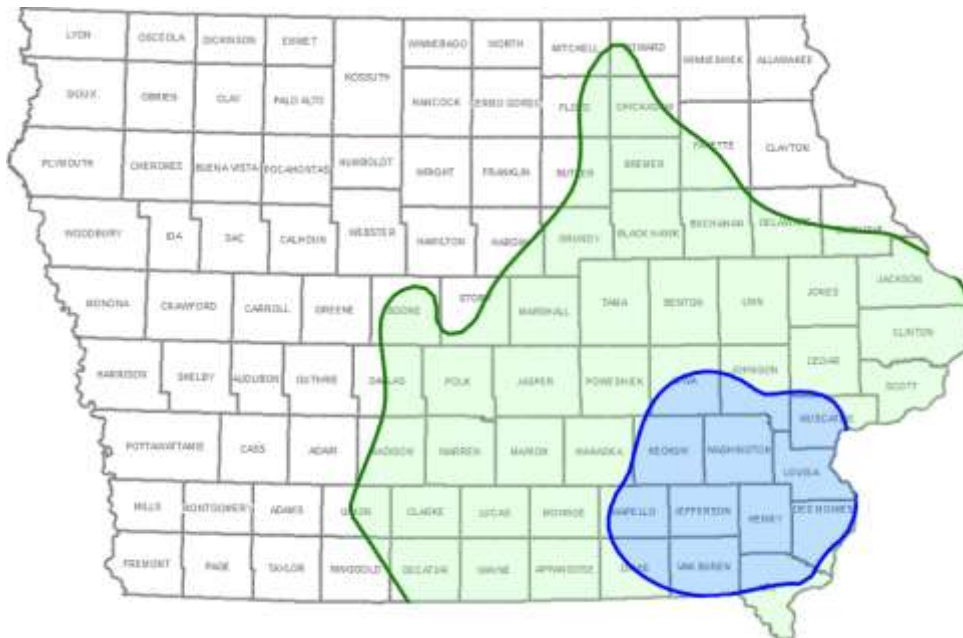 LYON OSCEOLA DICKINSON EMMET WINNEBAGO WORTH MITCHELL WINNESHIEK ALLAMAKEE
KOSSUTH
SIOUX OBRIEN CLAY PALO ALTO HANCOCK FLOYD CHICKASAW
PLYMOUTH CHEROKEE BUENA VISTA POCAHONTAS HUMBOLDT WRIGHT FRANKLIN BUTLER BREMER FAYETTE CLAYTON
WOODBURY IDA SAC CALHOUN WEBSTER HAMILTON HARDIN GRUNDY BLACK HAWK BUCHANAN DELAWARE
MONONA CRAWFORD CARROLL GREENE BOONE STORY MARSHALL TAMA BENTON LINN JONES JACKSON
CLINTON
HARRISON SHELBY AUDUBON GUTHRIE DALLAS POLK JASPER POWESHIEK JOHNSON CEDAR SCOTT
POTTAWATTAMIE CASS ADAIR MADISON WARREN MARION MAHASKA KEOKUK WASHINGTON MUSCATINE
LOUISA
MILLS MONTGOMERY ADAMS UNION CLARKE LUCAS MONROE WAPELLO JEFFERSON HENRY DES MOINES
FREMONT PAGE TAYLOR RINGGOLD DECATUR WAYNE APPANOOSE DAVIS VAN BUREN